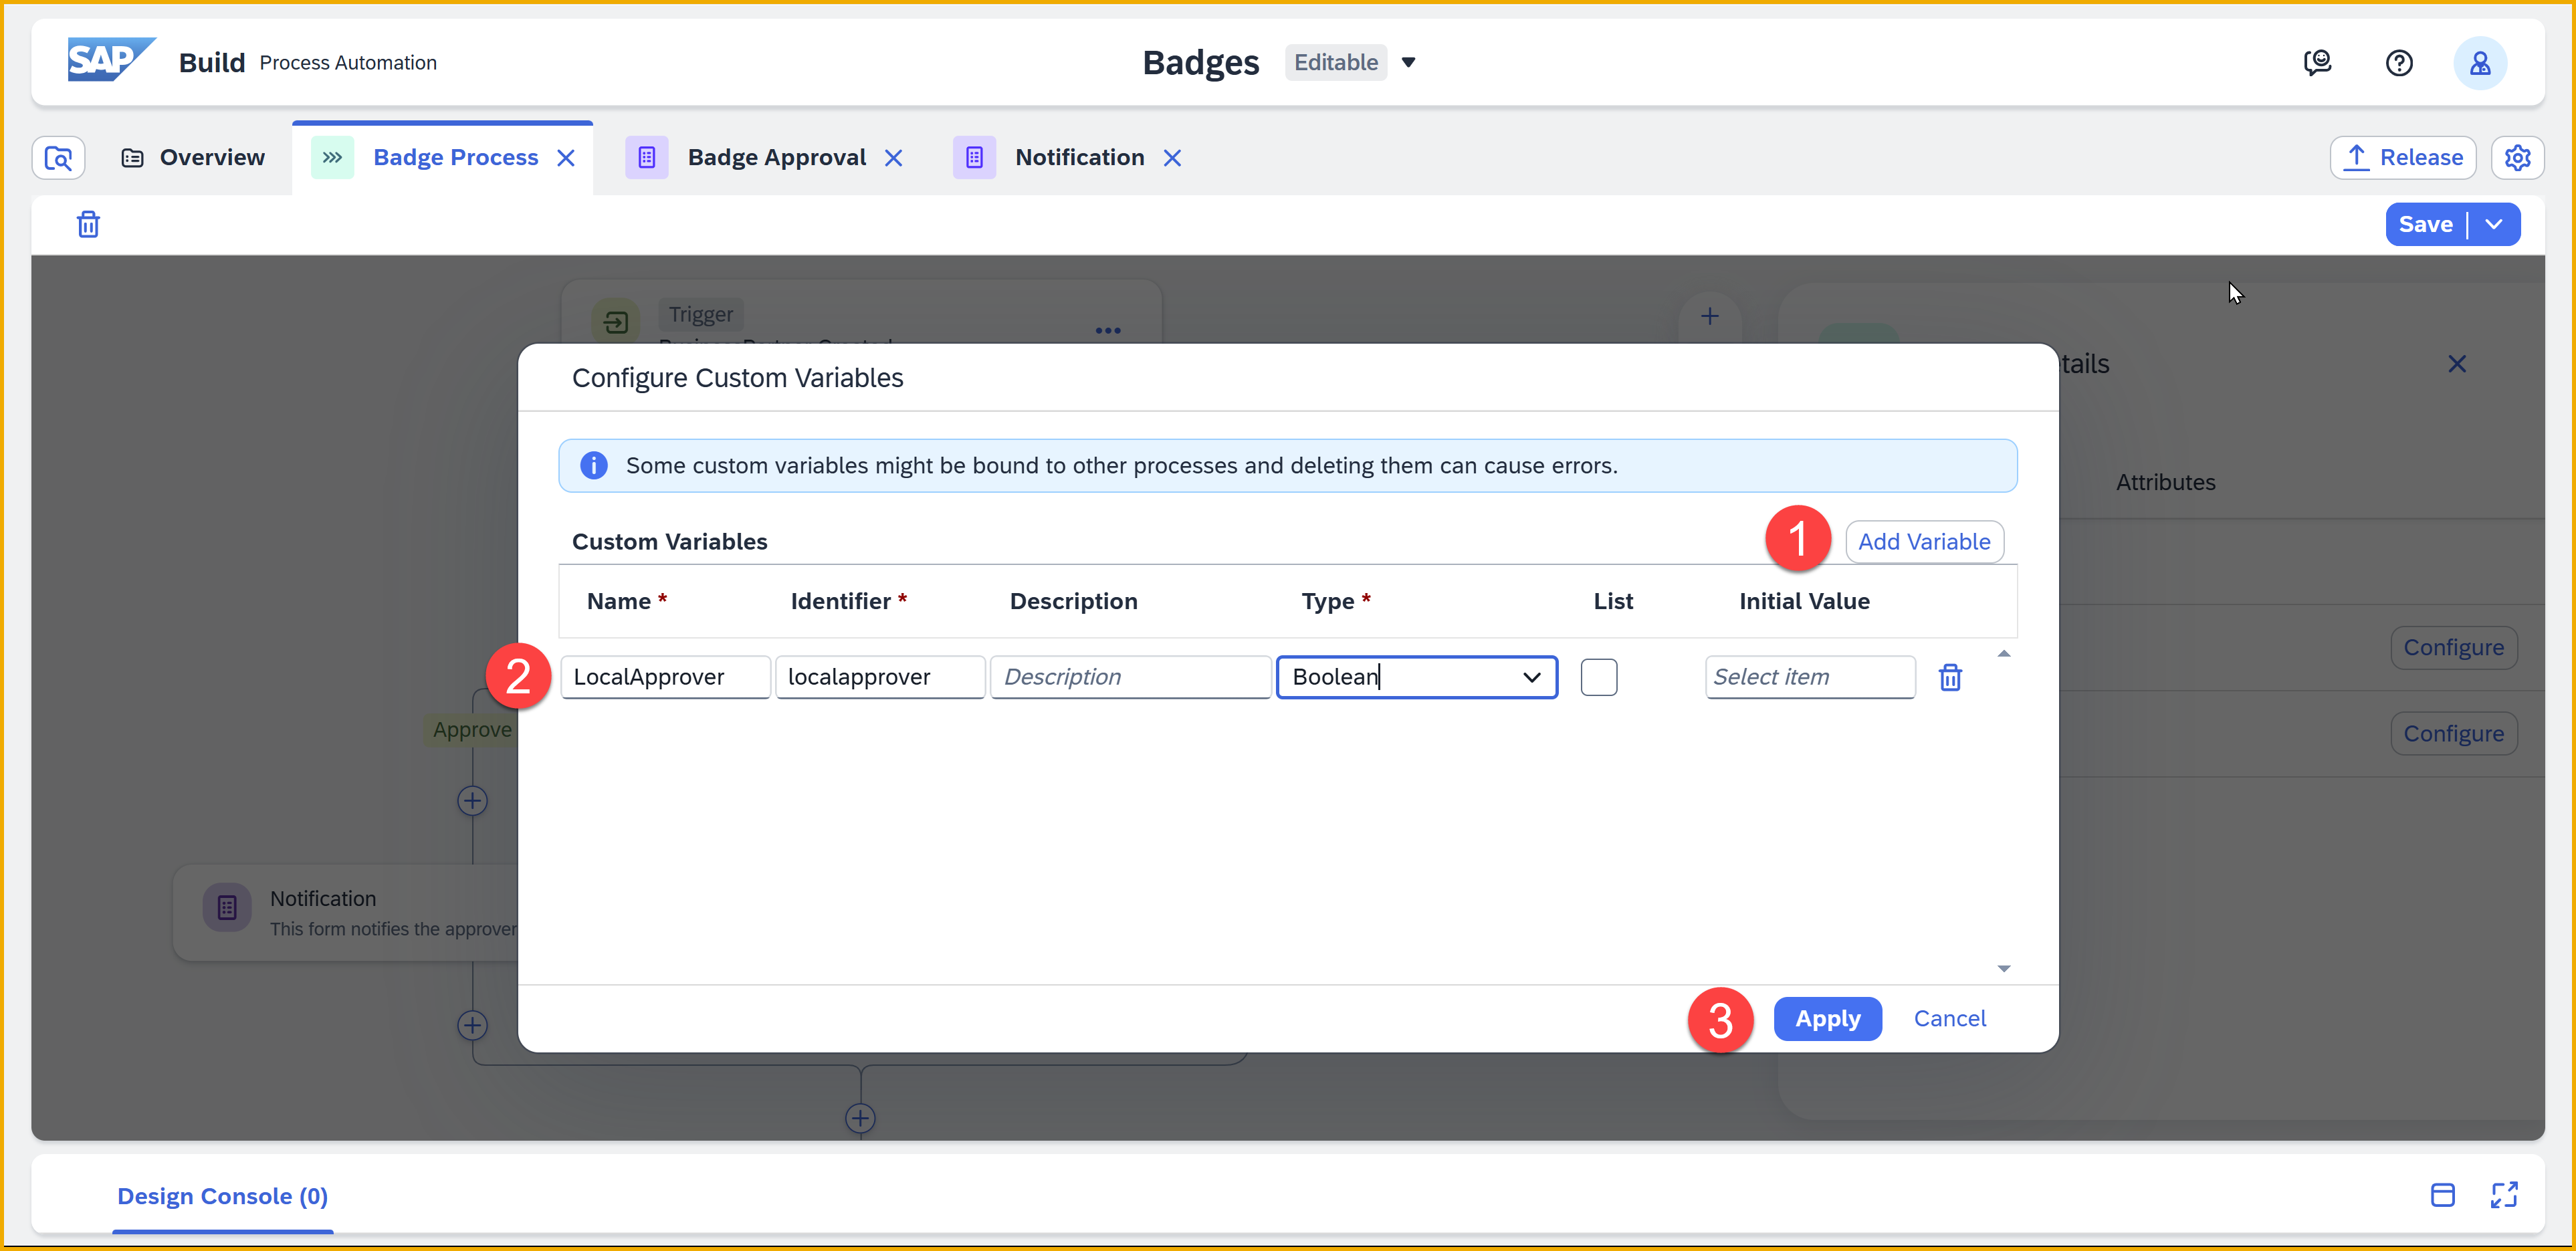 SAP Build Process Automation
Badges Editable
Overview
Badge Process
Badge Approval
Notification
Release
Save
Trigger
Configure Custom Variables
tails
Some custom variables might be bound to other processes and deleting them can cause errors.
Attributes
Custom Variables
1
Add Variable
Name * Identifier * Description Type * List Initial Value
Configure
2
LocalApprover localapprover Description Boolean Select item
Approve
Configure
Notification
This form notifies the approver
3
Apply Cancel
Design Console (0)